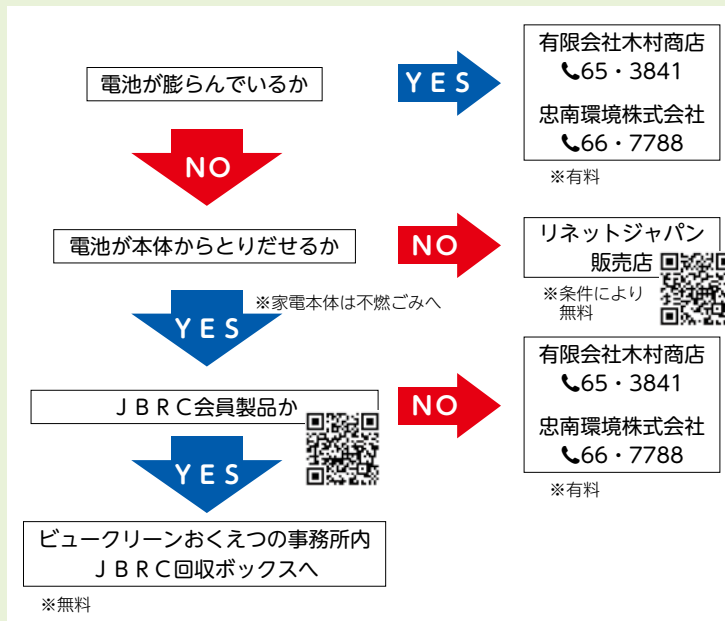 電池が膨らんでいるか
YES
有限会社木村商店
65・3841
忠南環境株式会社
66・7788
※有料
NO
電池が本体からとりだせるか
NO
リネットジャパン
販売店
※条件により
無料
YES
※家電本体は不燃ごみへ
JBRC会員製品か
NO
有限会社木村商店
65・3841
忠南環境株式会社
66・7788
※有料
YES
ビュークリーンおくえつの事務所内
JBRC回収ボックスへ
※無料